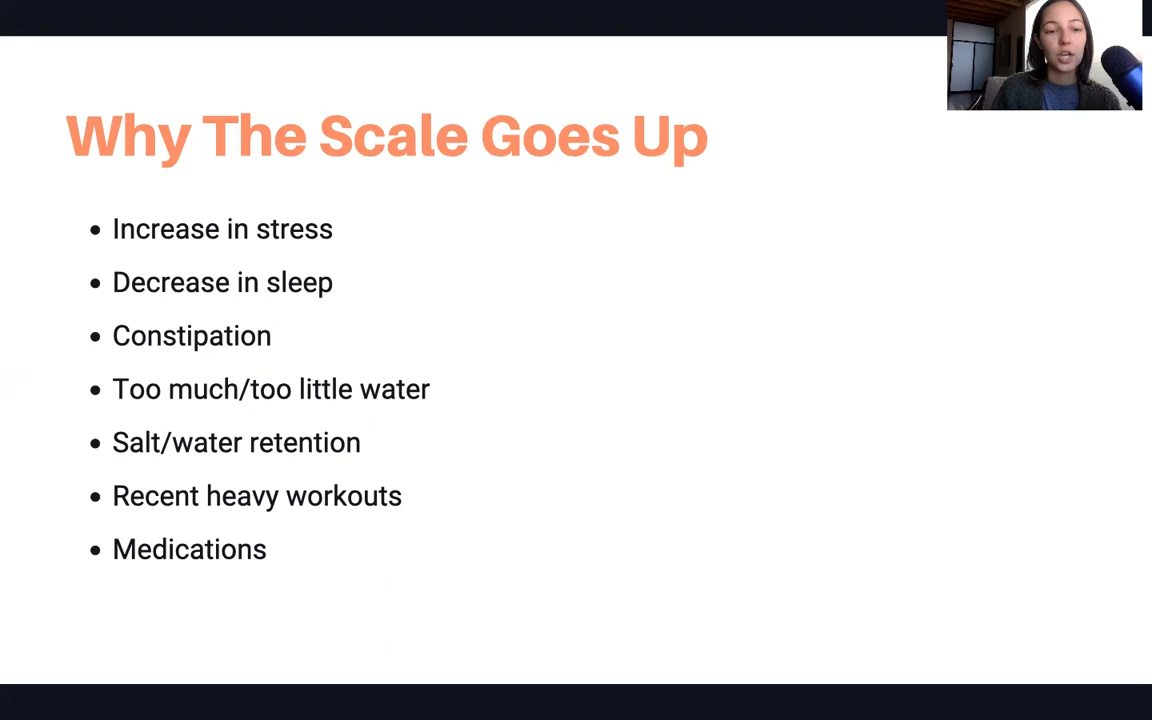 Why The Scale Goes Up
• Increase in stress
• Decrease in sleep
• Constipation
• Too much/too little water
• Salt/water retention
• Recent heavy workouts
• Medications